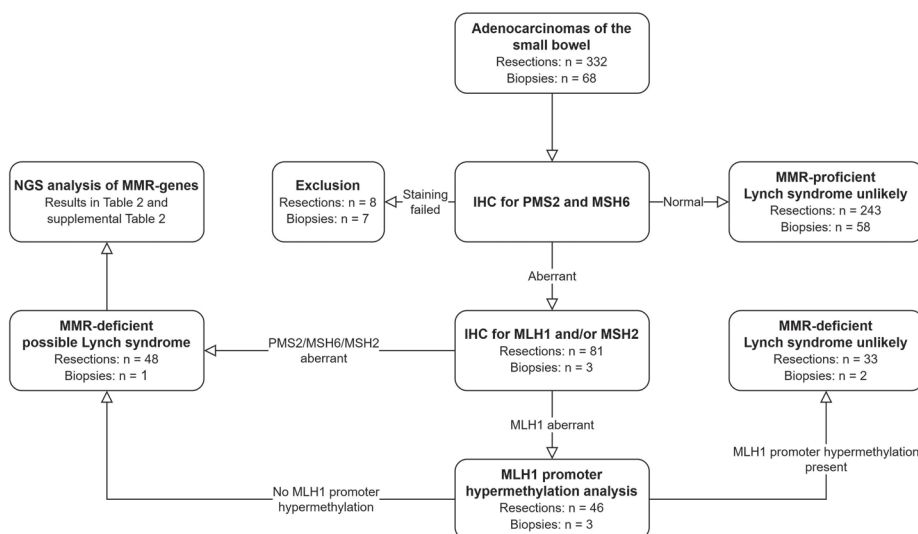 Adenocarcinomas of the
small bowel
Resections: n = 332
Biopsies: n = 68
NGS analysis of MMR-genes
Results in Table 2 and
supplemental Table 2
Exclusion
Resections: n = 8
Biopsies: n = 7
Staining
failed
IHC for PMS2 and MSH6
Normal
MMR-proficient
Lynch syndrome unlikely
Resections: n = 243
Biopsies: n = 58
Aberrant
MMR-deficient
possible Lynch syndrome
Resections: n = 48
Biopsies: n = 1
PMS2/MSH6/MSH2
aberrant
IHC for MLH1 and/or MSH2
Resections: n = 81
Biopsies: n = 3
MMR-deficient
Lynch syndrome unlikely
Resections: n = 33
Biopsies: n = 2
MLH1 aberrant
MLH1 promoter hypermethylation
present
No MLH1 promoter
hypermethylation
MLH1 promoter
hypermethylation analysis
Resections: n = 46
Biopsies: n = 3